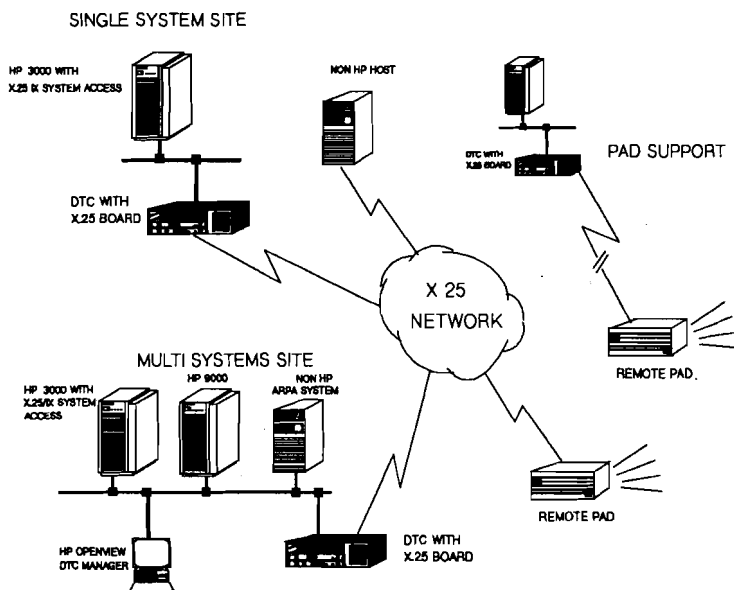 SINGLE SYSTEM SITE
HP 3000 WITH
X.25 IX SYSTEM ACCESS
NON HP HOST
DTC WITH
X.25 BOARD
PAD SUPPORT
DTC WITH
X.25 BOARD
X 25
NETWORK
REMOTE PAD.
MULTI SYSTEMS SITE
HP 3000 WITH
X.25/IX SYSTEM
ACCESS
HP 9000
NON HP
ARPA SYSTEM
REMOTE PAD
HP OPENVIEW
DTC MANAGER
DTC WITH
X.25 BOARD